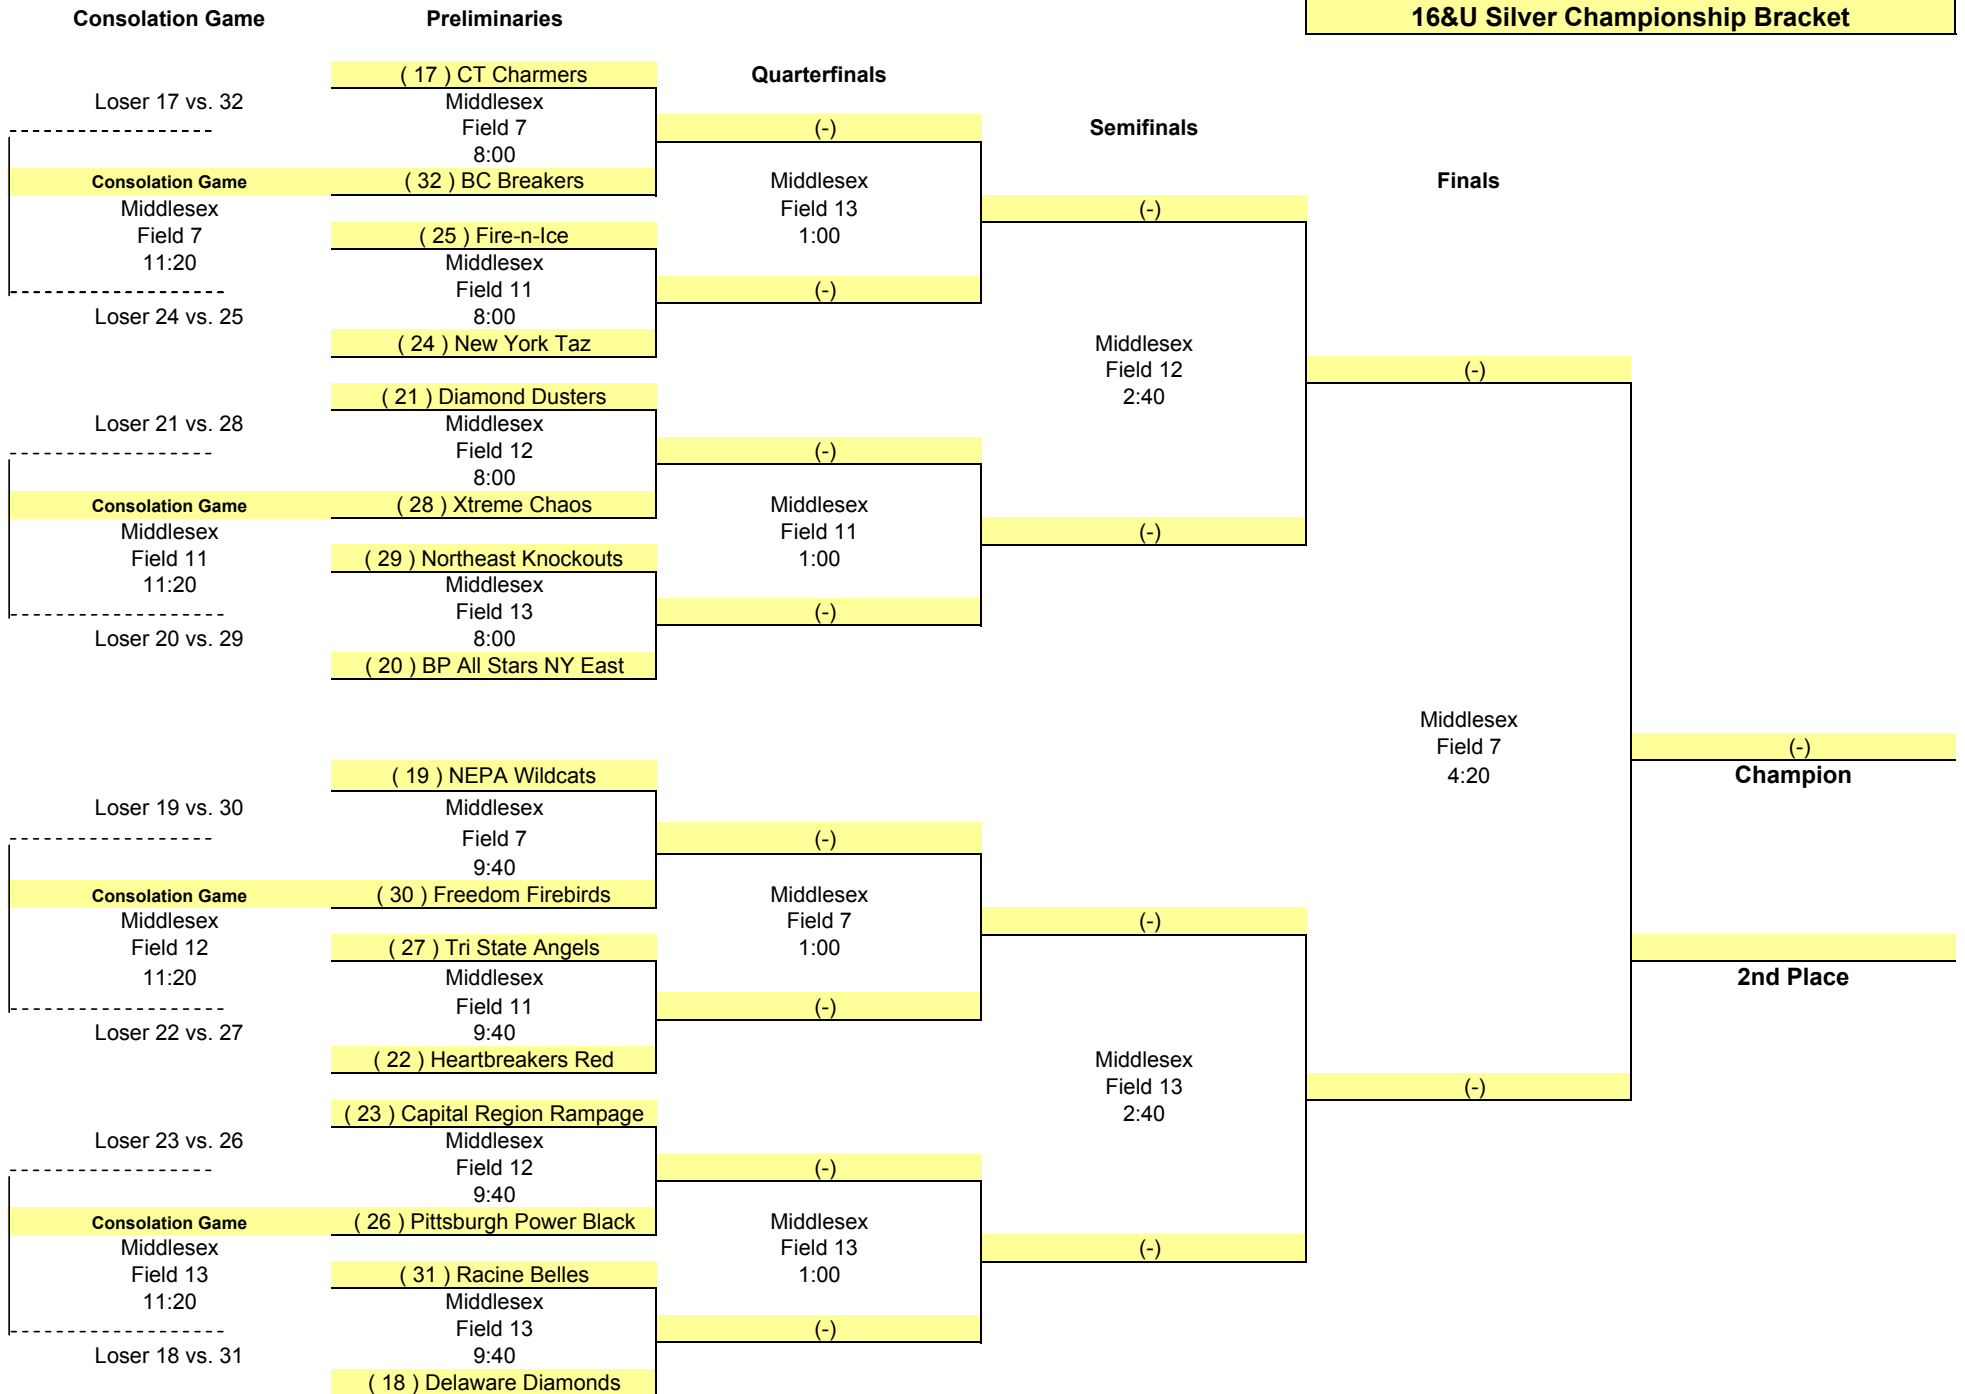 16&U Silver Championship Bracket
Consolation Game
Preliminaries
Quarterfinals
Semifinals
Finals
Loser 17 vs. 32
Consolation Game
Middlesex
Field 7
11:20
Loser 24 vs. 25
( 17 ) CT Charmers
Middlesex
Field 7
8:00
( 32 ) BC Breakers
( 25 ) Fire-n-Ice
Middlesex
Field 11
8:00
( 24 ) New York Taz
Loser 21 vs. 28
Consolation Game
Middlesex
Field 11
11:20
Loser 20 vs. 29
( 21 ) Diamond Dusters
Middlesex
Field 12
8:00
( 28 ) Xtreme Chaos
( 29 ) Northeast Knockouts
Middlesex
Field 13
8:00
( 20 ) BP All Stars NY East
Loser 19 vs. 30
Consolation Game
Middlesex
Field 12
11:20
Loser 22 vs. 27
( 19 ) NEPA Wildcats
Middlesex
Field 7
9:40
( 30 ) Freedom Firebirds
( 27 ) Tri State Angels
Middlesex
Field 11
9:40
( 22 ) Heartbreakers Red
Loser 23 vs. 26
Consolation Game
Middlesex
Field 13
11:20
Loser 18 vs. 31
( 23 ) Capital Region Rampage
Middlesex
Field 12
9:40
( 26 ) Pittsburgh Power Black
( 31 ) Racine Belles
Middlesex
Field 13
9:40
( 18 ) Delaware Diamonds
(-)
Middlesex
Field 13
1:00
(-)
(-)
Middlesex
Field 11
1:00
(-)
(-)
Middlesex
Field 7
1:00
(-)
(-)
Middlesex
Field 13
1:00
(-)
(-)
Middlesex
Field 12
2:40
(-)
(-)
Middlesex
Field 13
2:40
(-)
(-)
Middlesex
Field 7
4:20
(-)
(-)
Champion
2nd Place